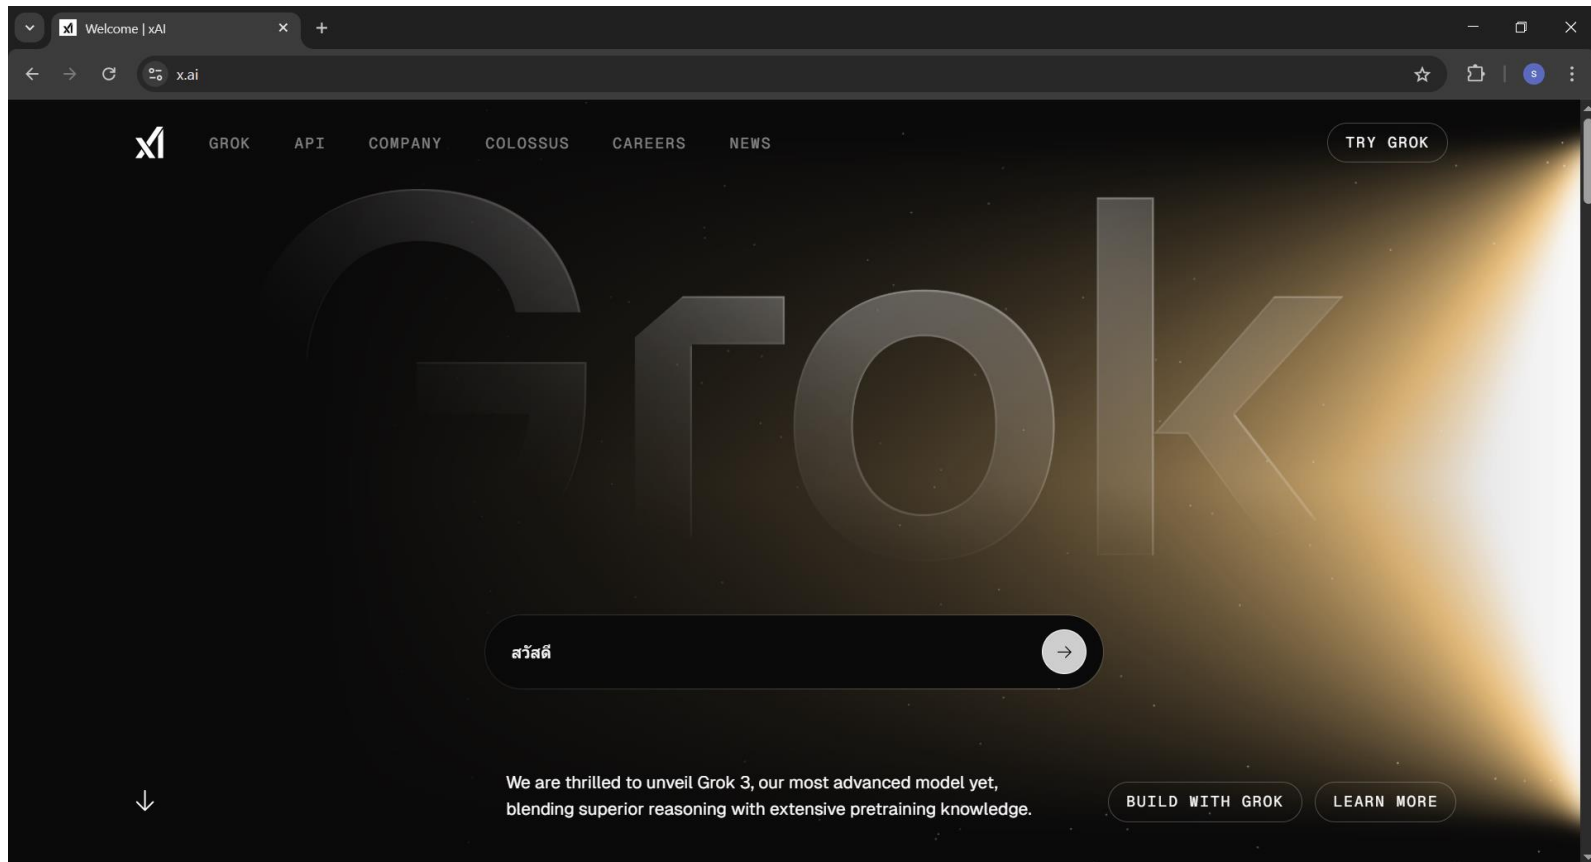 Welcome | xAI
x.ai
S
xAI
GROK
API
COMPANY
COLOSSUS
CAREERS
NEWS
TRY GROK
Grok
สวัสดี
We are thrilled to unveil Grok 3, our most advanced model yet,
blending superior reasoning with extensive pretraining knowledge.
BUILD WITH GROK
LEARN MORE